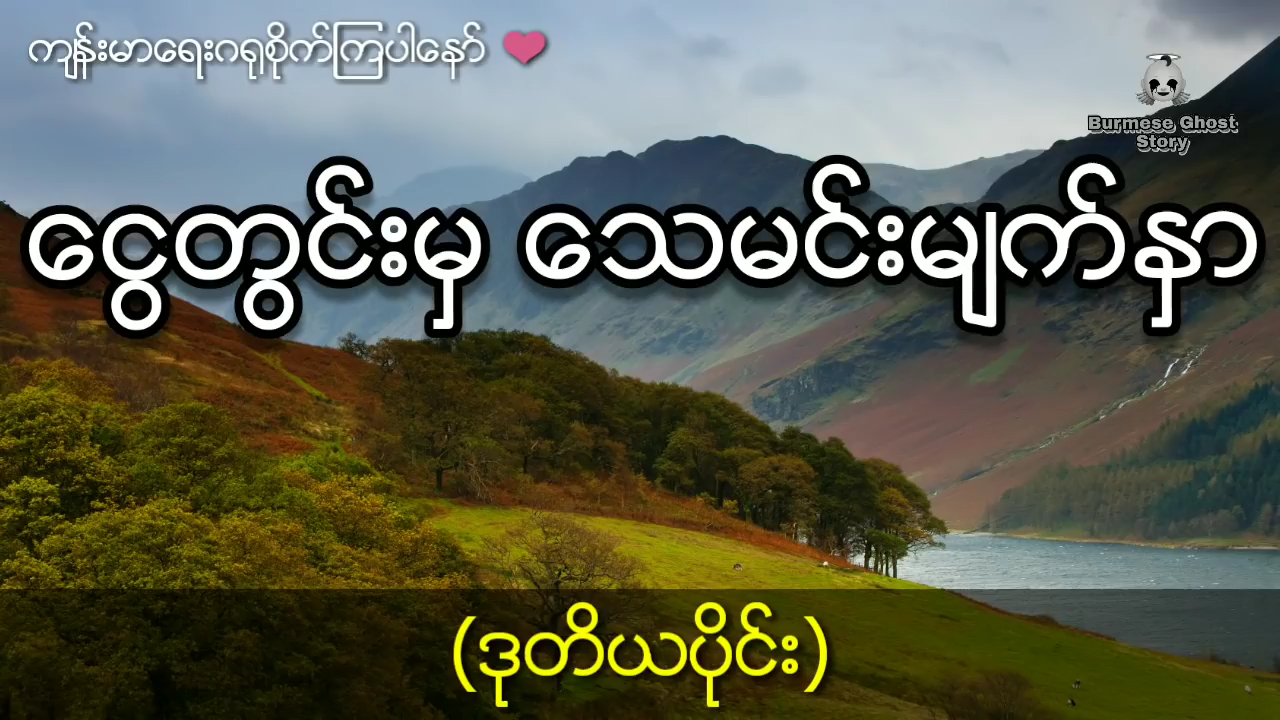 ကျန်းမာရေးဂရုစိုက်ကြပါနော် ❤
Burmese Ghost
Story
ငွေတွင်းမှ သေမင်းမျက်နှာ
(ဒုတိယပိုင်း)